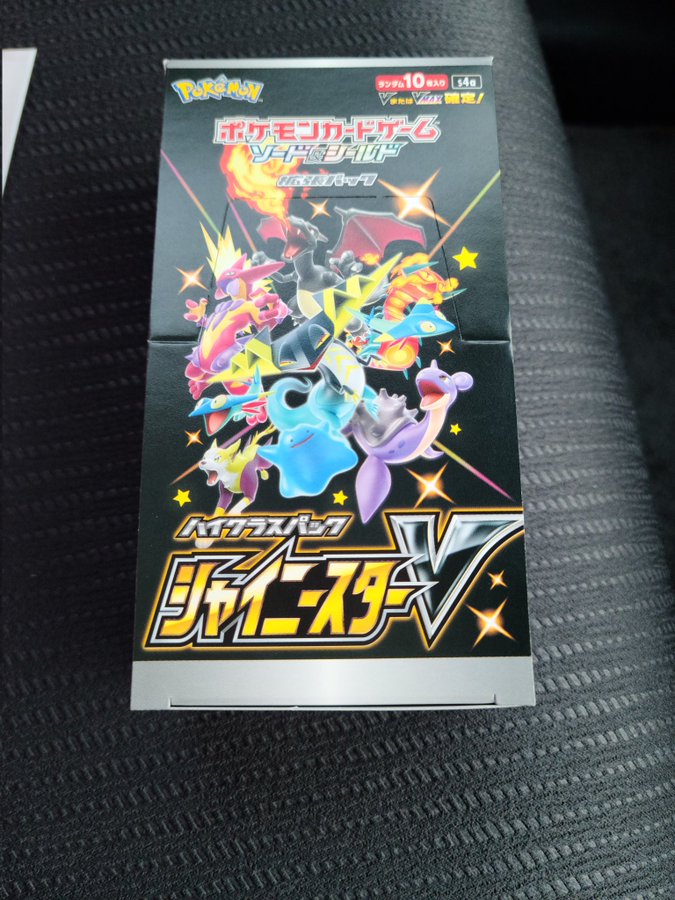 Pokémon
ランダム10枚入り
s4a
VまたはVMAX確定!
ポケモンカードゲーム
ソード&シールド
拡張パック
ハイクラスパック
シャイニースターV